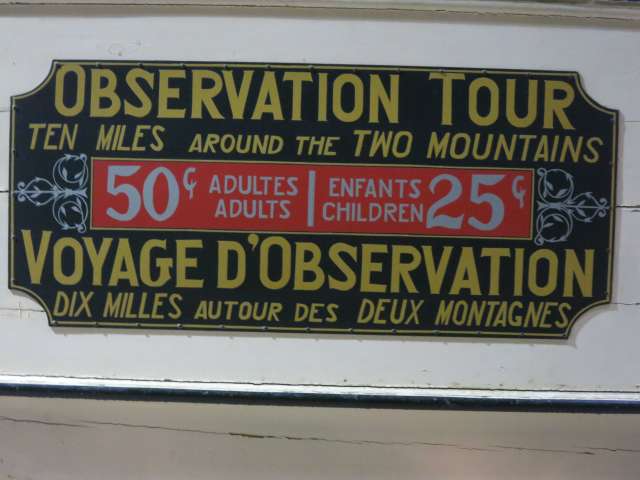 OBSERVATION TOUR
TEN MILES AROUND THE TWO MOUNTAINS
50¢ ADULTES ADULTS | ENFANTS CHILDREN 25¢
VOYAGE D'OBSERVATION
DIX MILLES AUTOUR DES DEUX MONTAGNES